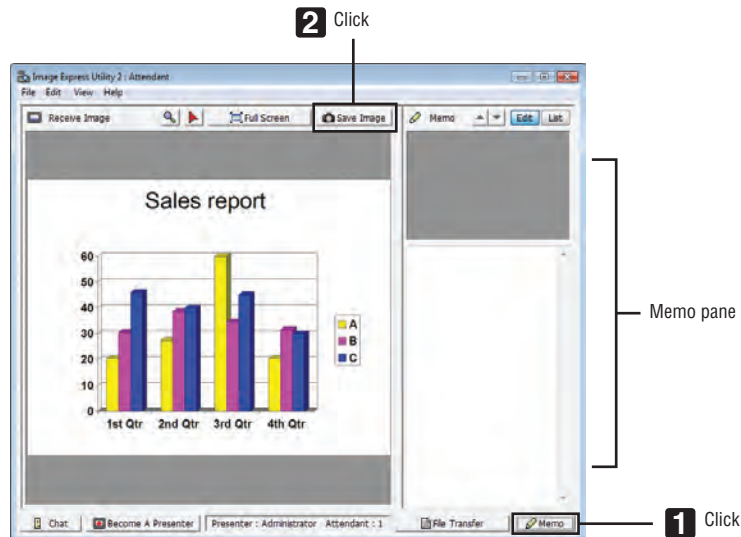 2 Click
Image Express Utility 2 : Attendant
File Edit View Help
Receive Image Full Screen Save Image Memo Edit List
Sales report
60
50
40
30
20
10
0
A
B
C
1st Qtr 2nd Qtr 3rd Qtr 4th Qtr
Memo pane
Chat Become A Presenter Presenter : Administrator Attendant : 1 File Transfer Memo
1 Click